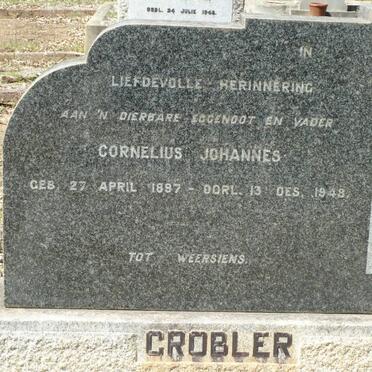 OORL. 24 JULIE 1948.
IN
LIEFDEVOLLE HERINNERING
AAN 'N DIERBARE EGGENOOT EN VADER
CORNELIUS JOHANNES
GEB. 27 APRIL 1897 - OORL. 13 DES. 1948.
TOT WEERSIENS.
GROBLER